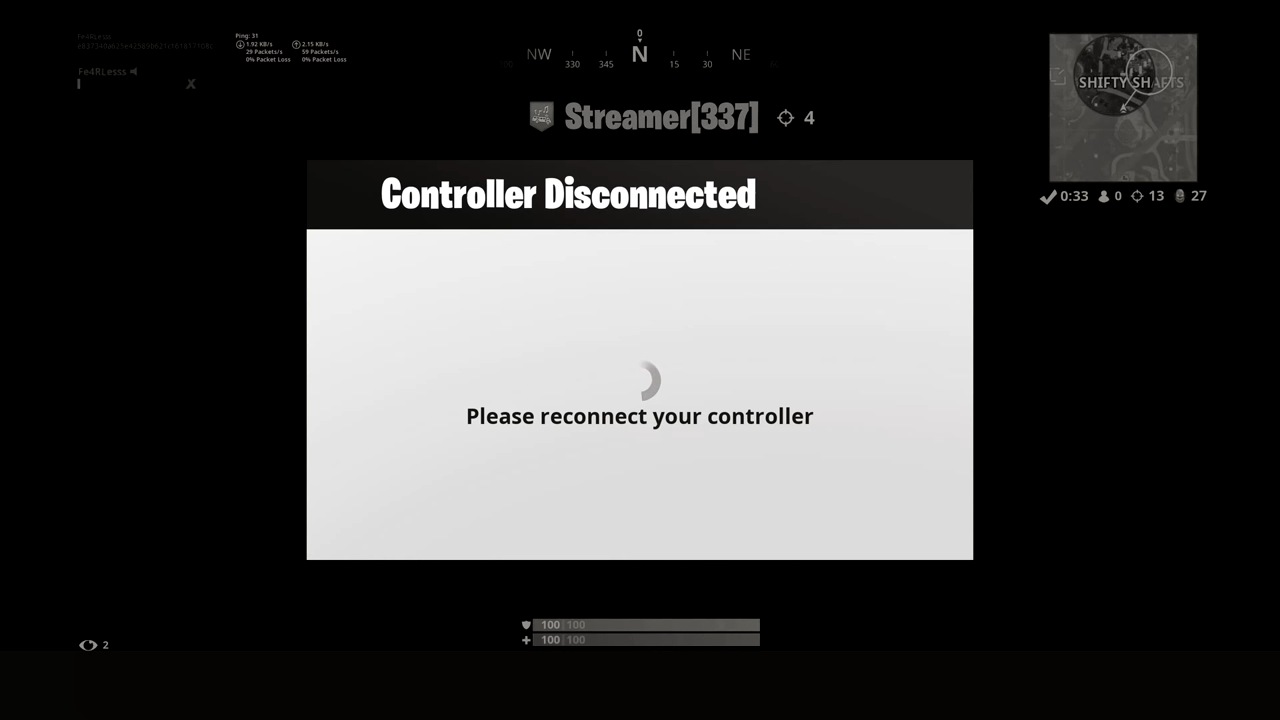 Fe4RLess
Ping: 31
1.92 KB/s 2.15 KB/s
29 Packets/s 59 Packets/s
0% Packet Loss 0% Packet Loss
Fe4RLesss
X
0
NW N NE
330 345 15 30
Streamer[337] 4
SHIFTY SHAFTS
0:33 0 13 27
Controller Disconnected
Please reconnect your controller
100 100
100 100
2